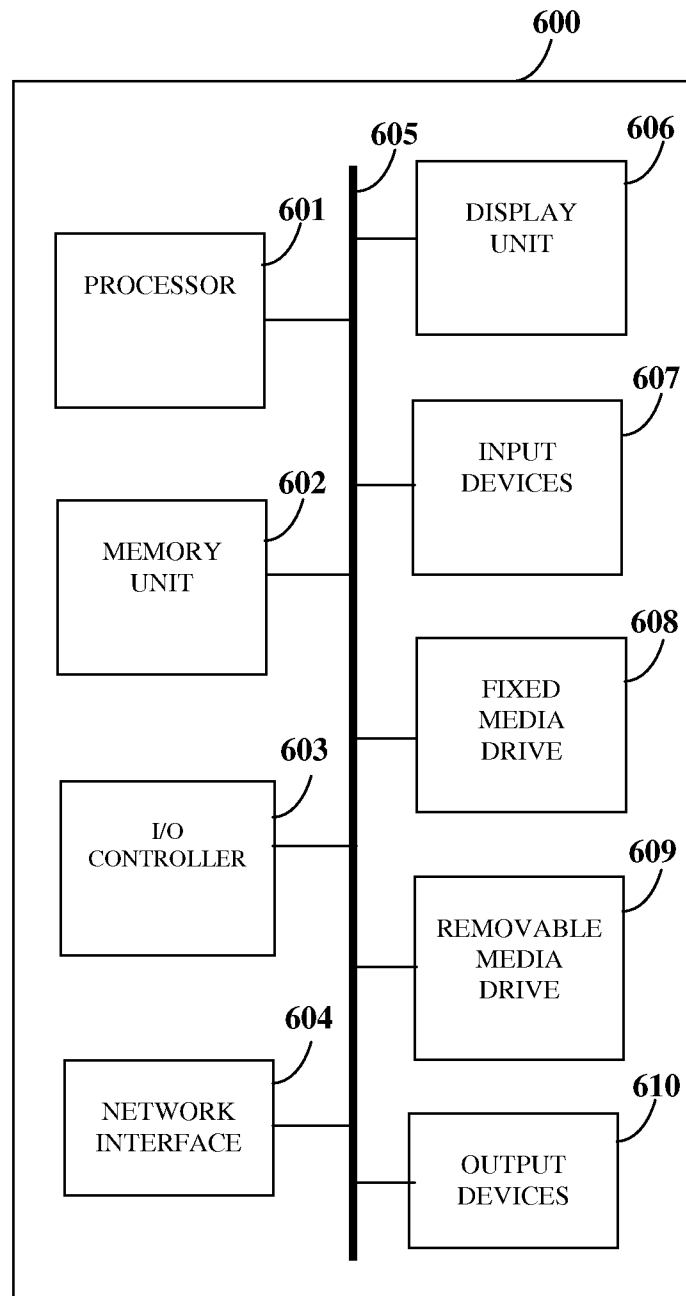 600
605
606
601
DISPLAY
UNIT
PROCESSOR
607
INPUT
DEVICES
602
MEMORY
UNIT
608
FIXED
MEDIA
DRIVE
603
I/O
CONTROLLER
609
REMOVABLE
MEDIA
DRIVE
604
NETWORK
INTERFACE
610
OUTPUT
DEVICES